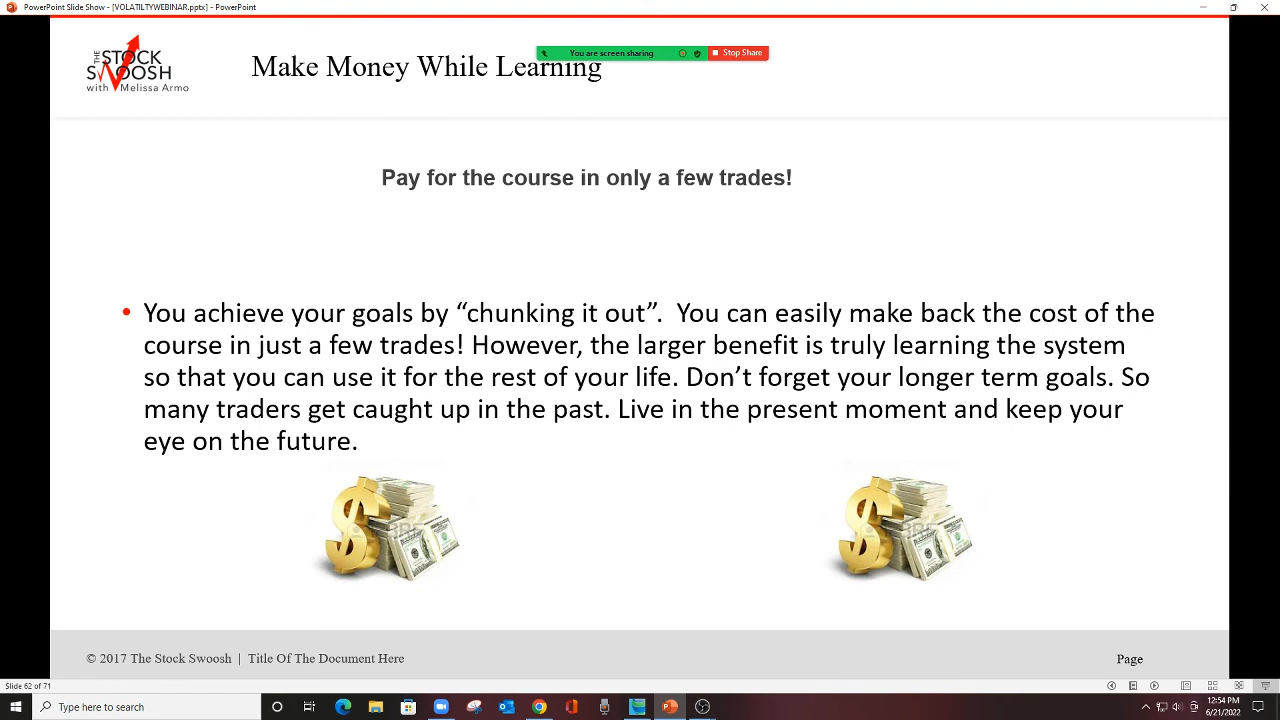 PowerPoint Slide Show - [VOLATILTYWEBINAR.pptx] - PowerPoint
You are screen sharing
Stop Share
THE
STOCK
SWOOSH
with Melissa Armo
Make Money While Learning
Pay for the course in only a few trades!
• You achieve your goals by “chunking it out”.  You can easily make back the cost of the
course in just a few trades! However, the larger benefit is truly learning the system
so that you can use it for the rest of your life. Don’t forget your longer term goals. So
many traders get caught up in the past. Live in the present moment and keep your
eye on the future.
© 2017 The Stock Swoosh | Title Of The Document Here
Page
Slide 62 of 71
Type here to search
12:54 PM
6/21/2022